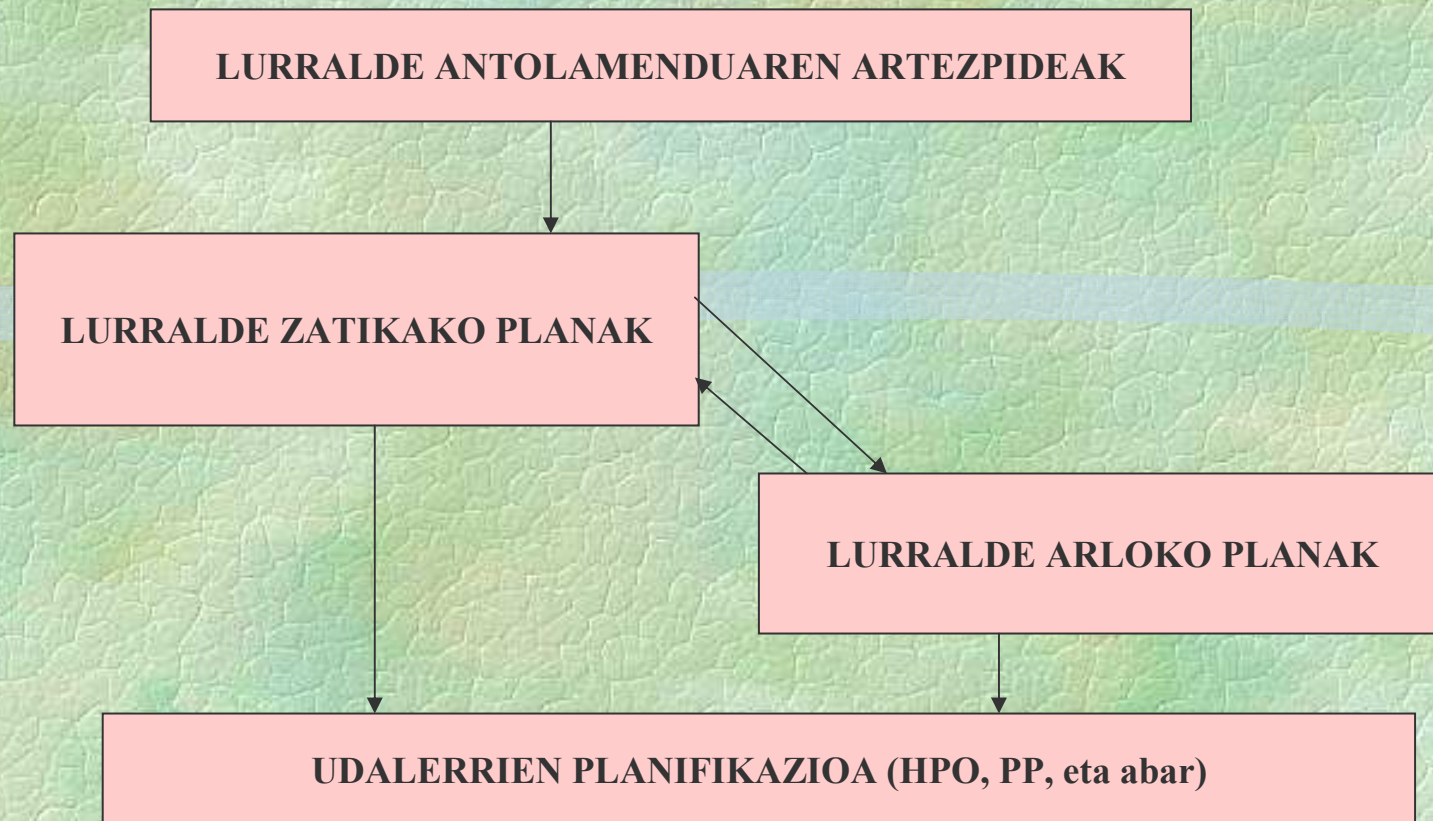 LURRALDE ANTOLAMENDUAREN ARTEZPIDEAK
LURRALDE ZATIKAKO PLANAK
LURRALDE ARLOKO PLANAK
UDALERRIEN PLANIFIKAZIOA (HPO, PP, eta abar)